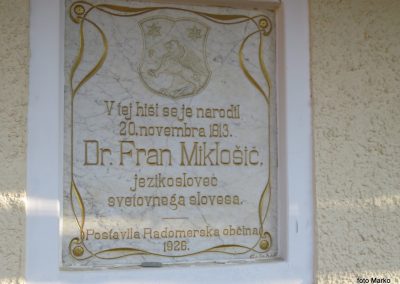 V tej hiši se je narodil
20. novembra 1813.
Dr. Fran Miklošič,
jezikoslovec
svetovnega slovesa.
Postavila Radomerska občina
1926.
foto Marko